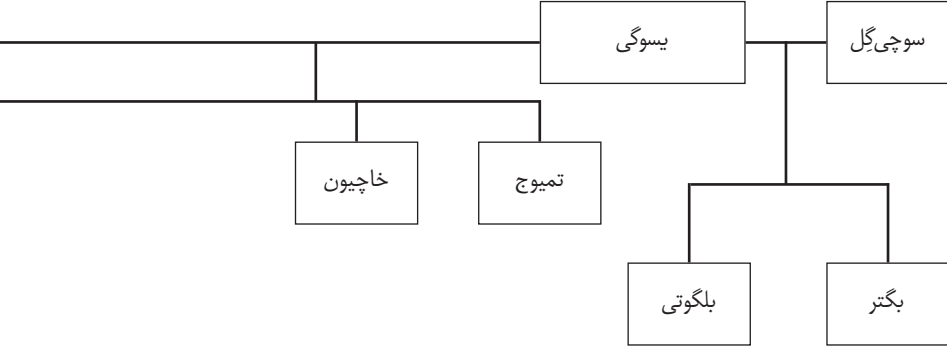 سوچی‌گِل
یسوگی
تمیوج
خاچیون
بگتر
بلگوتی